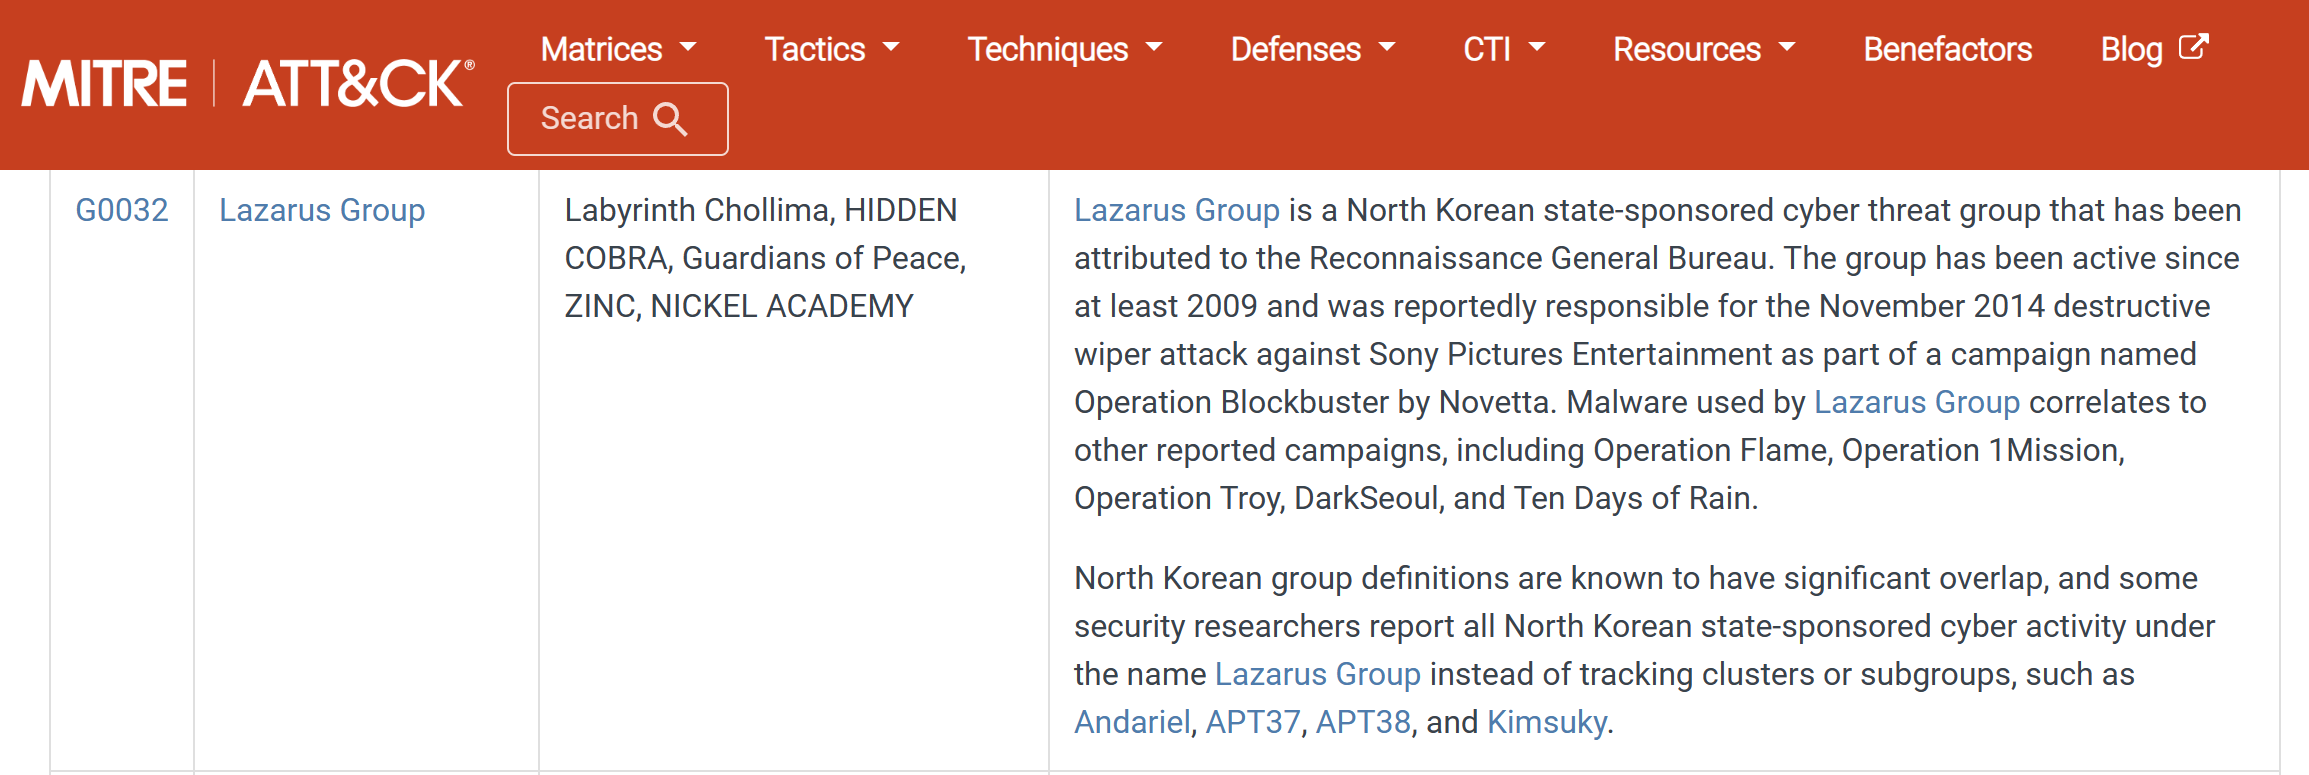 MITRE | ATT&CK®
Matrices
Tactics
Techniques
Defenses
CTI
Resources
Benefactors
Blog
Search
G0032
Lazarus Group
Labyrinth Chollima, HIDDEN
COBRA, Guardians of Peace,
ZINC, NICKEL ACADEMY
Lazarus Group is a North Korean state-sponsored cyber threat group that has been
attributed to the Reconnaissance General Bureau. The group has been active since
at least 2009 and was reportedly responsible for the November 2014 destructive
wiper attack against Sony Pictures Entertainment as part of a campaign named
Operation Blockbuster by Novetta. Malware used by Lazarus Group correlates to
other reported campaigns, including Operation Flame, Operation 1Mission,
Operation Troy, DarkSeoul, and Ten Days of Rain.
North Korean group definitions are known to have significant overlap, and some
security researchers report all North Korean state-sponsored cyber activity under
the name Lazarus Group instead of tracking clusters or subgroups, such as
Andariel, APT37, APT38, and Kimsuky.